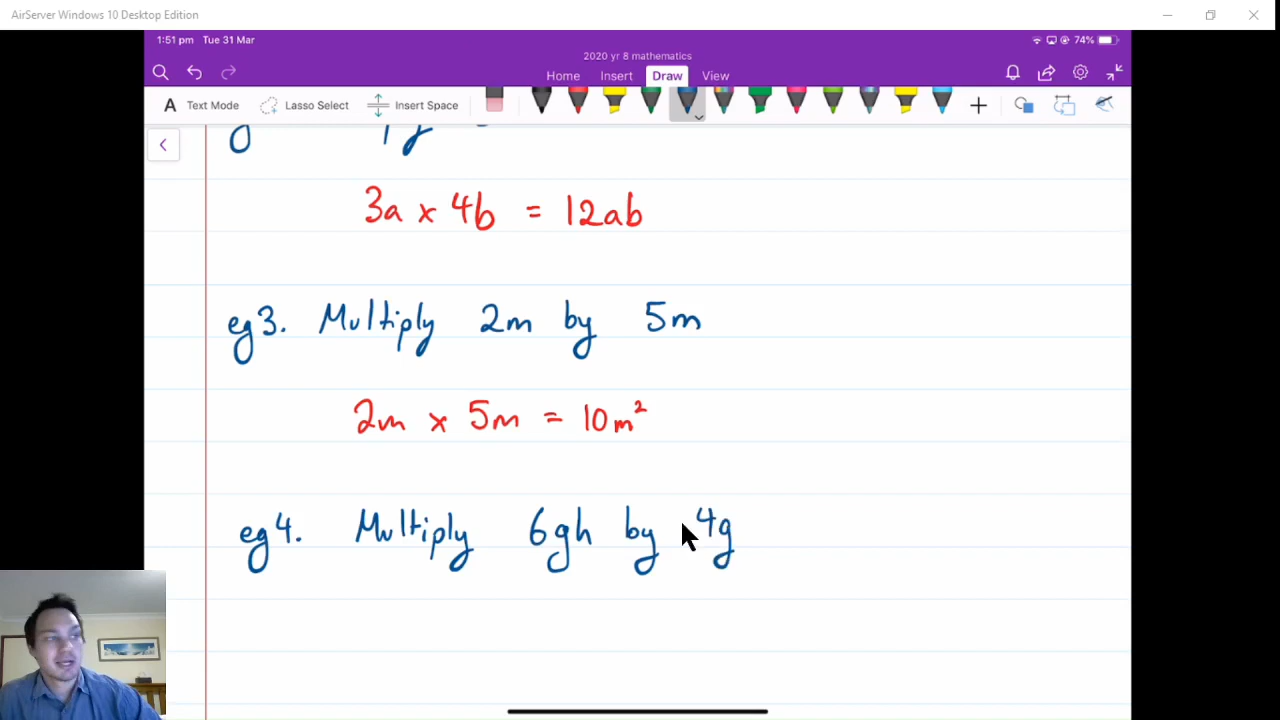 AirServer Windows 10 Desktop Edition
1:51 pm Tue 31 Mar
74%
2020 yr 8 mathematics
Home Insert Draw View
A Text Mode Lasso Select Insert Space
3a x 4b = 12ab
eg3. Multiply 2m by 5m
2m x 5m = 10m²
eg4. Multiply 6gh by 4g